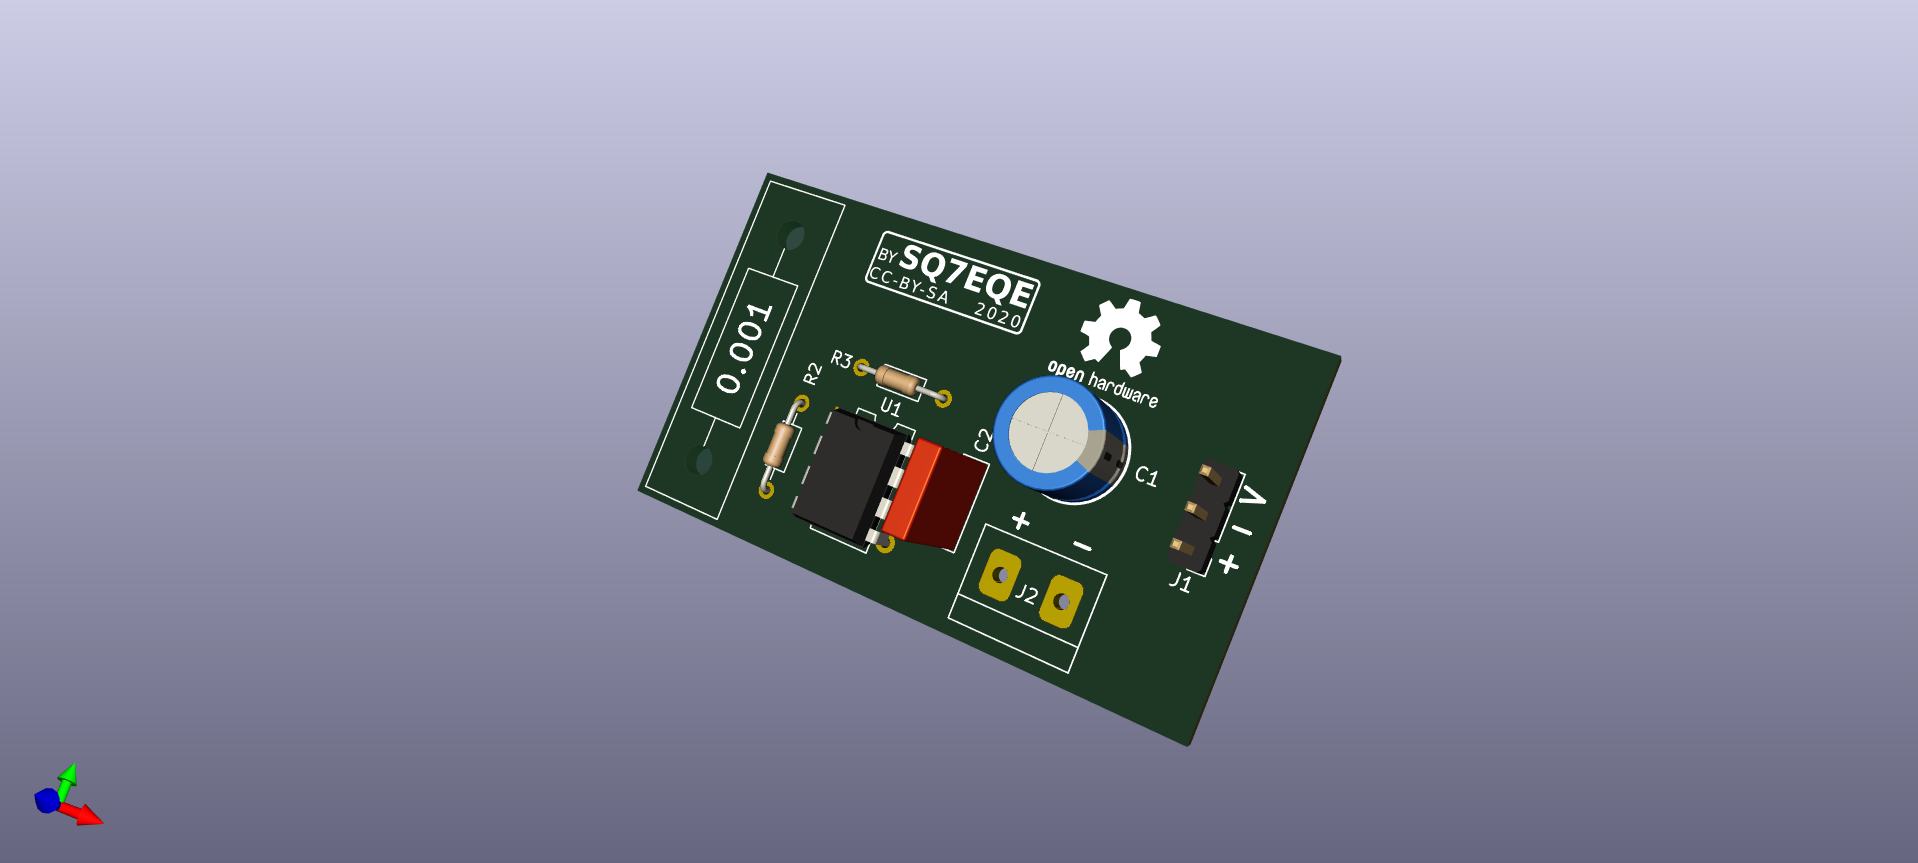 BY SQ7EQE
CC-BY-SA 2020
open hardware
0.001
R3
R2
U1
C2
C1
+ -
J2
V
-
+
J1